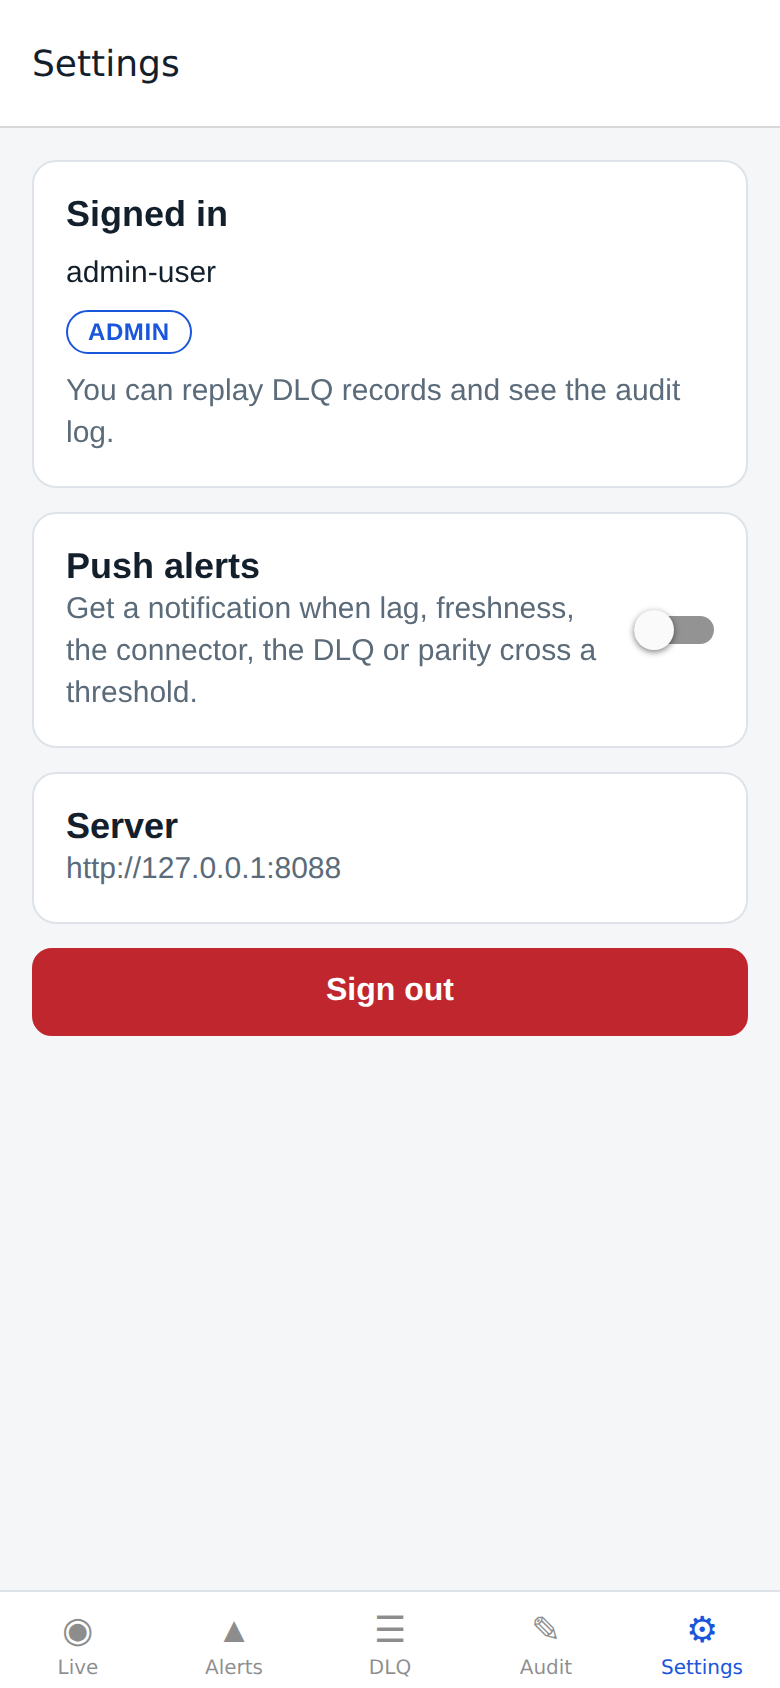 Settings
Signed in
admin-user
ADMIN
You can replay DLQ records and see the audit
log.
Push alerts
Get a notification when lag, freshness,
the connector, the DLQ or parity cross a
threshold.
Server
http://127.0.0.1:8088
Sign out
Live
Alerts
DLQ
Audit
Settings